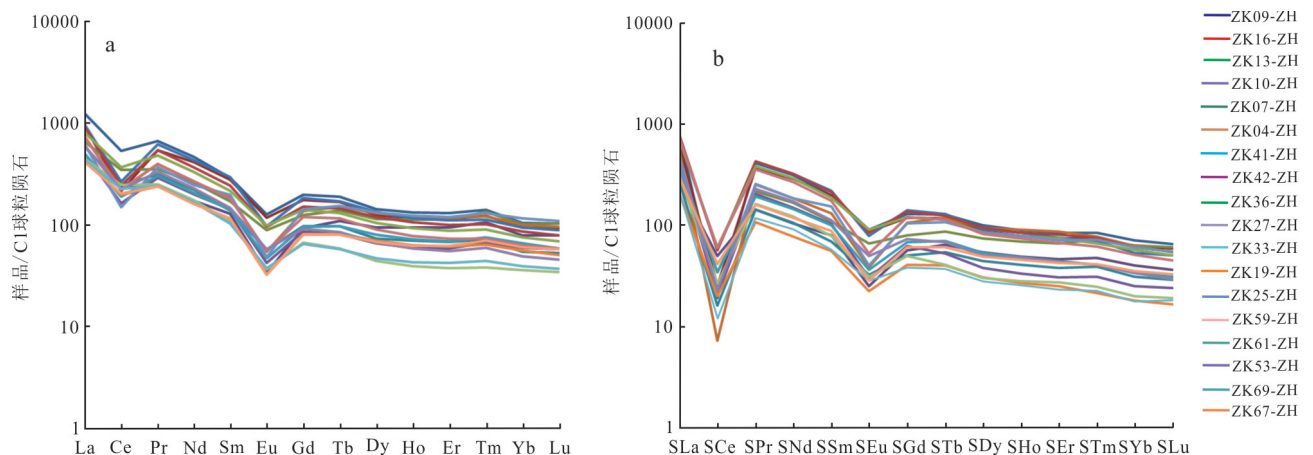 a
10000
1000
100
10
1
样品/C1球粒陨石
La Ce Pr Nd Sm Eu Gd Tb Dy Ho Er Tm Yb Lu
b
10000
1000
100
10
1
样品/C1球粒陨石
SLa SCe SPr SNd SSm SEu SGd STb SDy SHo SEr STm SYb SLu
ZK09-ZH
ZK16-ZH
ZK13-ZH
ZK10-ZH
ZK07-ZH
ZK04-ZH
ZK41-ZH
ZK42-ZH
ZK36-ZH
ZK27-ZH
ZK33-ZH
ZK19-ZH
ZK25-ZH
ZK59-ZH
ZK61-ZH
ZK53-ZH
ZK69-ZH
ZK67-ZH